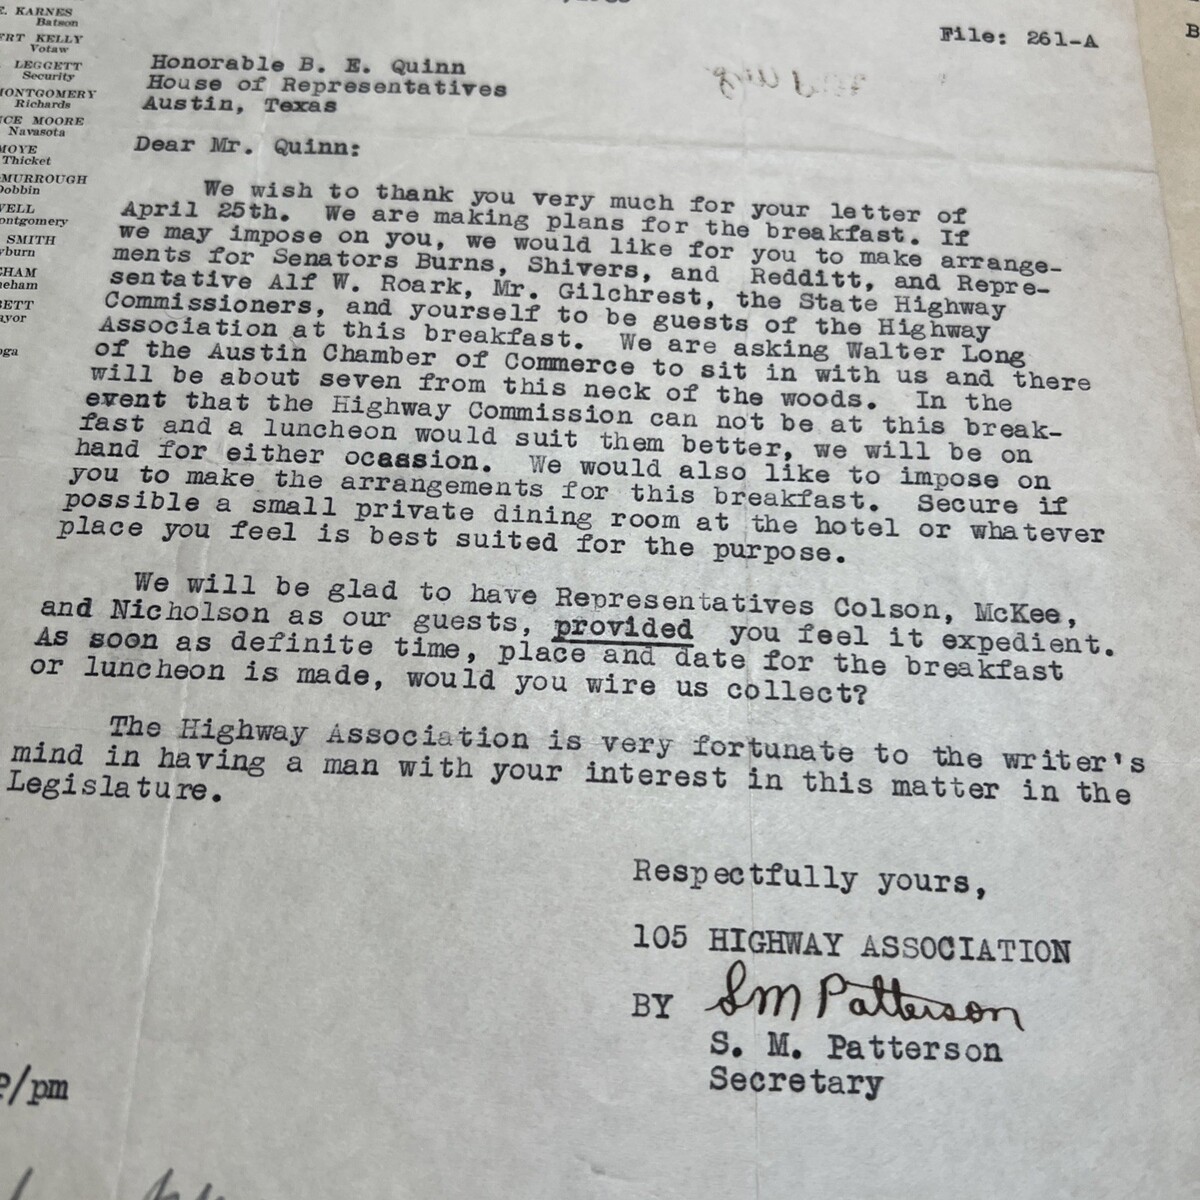 File: 261-A
Honorable B. E. Quinn
House of Representatives
Austin, Texas
Dear Mr. Quinn:
We wish to thank you very much for your letter of
April 25th. We are making plans for the breakfast. If
we may impose on you, we would like for you to make arrange-
ments for Senators Burns, Shivers, and Redditt, and Repre-
sentative Alf W. Roark, Mr. Gilchrest, the State Highway
Commissioners, and yourself to be guests of the Highway
Association at this breakfast. We are asking Walter Long
of the Austin Chamber of Commerce to sit in with us and there
will be about seven from this neck of the woods. In the
event that the Highway Commission can not be at this break-
fast and a luncheon would suit them better, we will be on
hand for either ocassion. We would also like to impose on
you to make the arrangements for this breakfast. Secure if
possible a small private dining room at the hotel or whatever
place you feel is best suited for the purpose.
We will be glad to have Representatives Colson, McKee,
and Nicholson as our guests, provided you feel it expedient.
As soon as definite time, place and date for the breakfast
or luncheon is made, would you wire us collect?
The Highway Association is very fortunate to the writer's
mind in having a man with your interest in this matter in the
Legislature.
Respectfully yours,
105 HIGHWAY ASSOCIATION
BY SM Patterson
S. M. Patterson
Secretary
/pm
E. KARNES
Batson
KELLY
Votaw
LEGGETT
Security
MONTGOMERY
Richards
MOORE
Navasota
MOYE
Thicket
Dobbin
SMITH